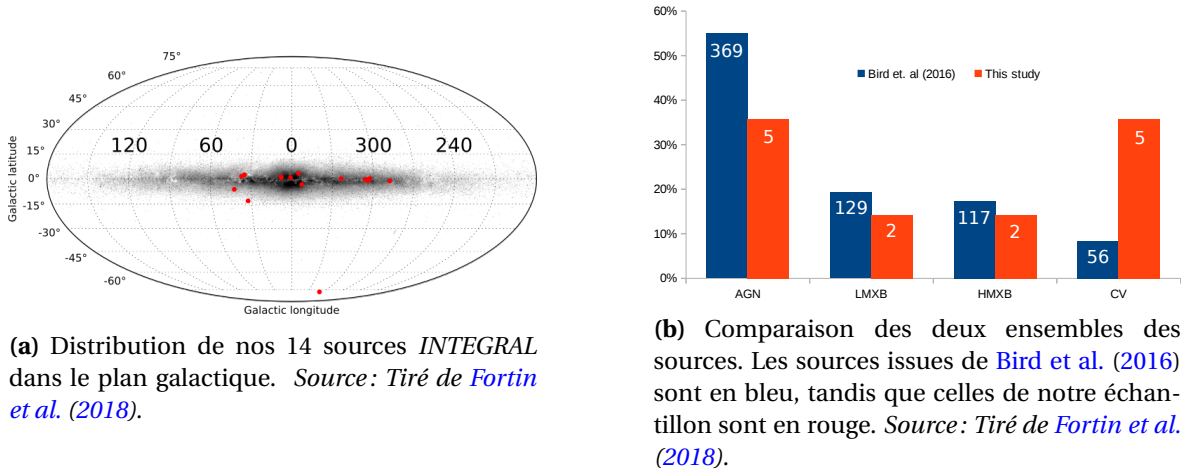 75°
60°
45°
30°
15°
0°
-15°
-30°
-45°
-60°
120 60 0 300 240
Galactic latitude
Galactic longitude
(a) Distribution de nos 14 sources INTEGRAL
dans le plan galactique. Source : Tiré de Fortin
et al. (2018).
60%
50%
40%
30%
20%
10%
0%
Bird et. al (2016) This study
369 5
129 2
117 2
56 5
AGN LMXB HMXB CV
(b) Comparaison des deux ensembles des
sources. Les sources issues de Bird et al. (2016)
sont en bleu, tandis que celles de notre échan-
tillon sont en rouge. Source : Tiré de Fortin et al.
(2018).